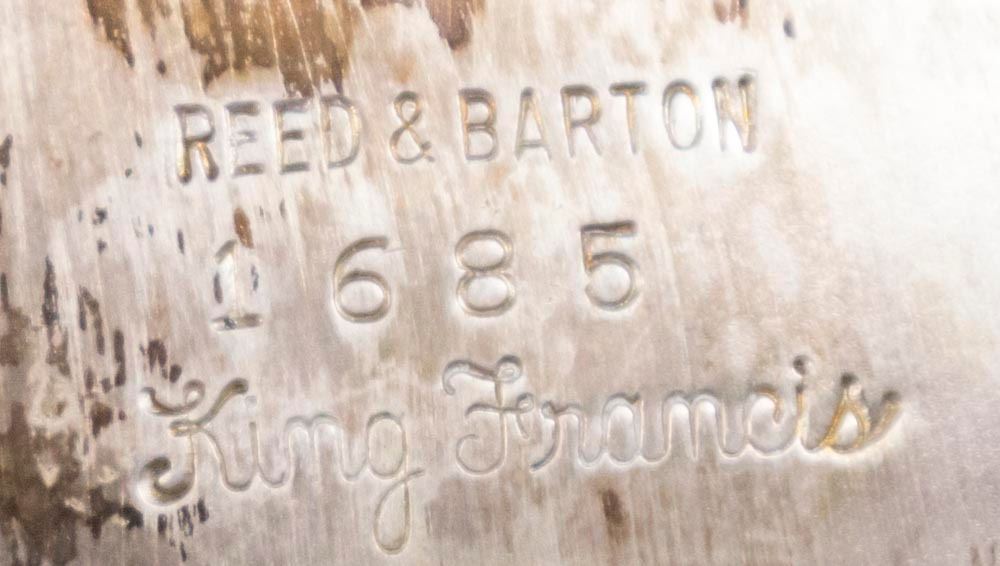 REED & BARTON
1685
King Francis